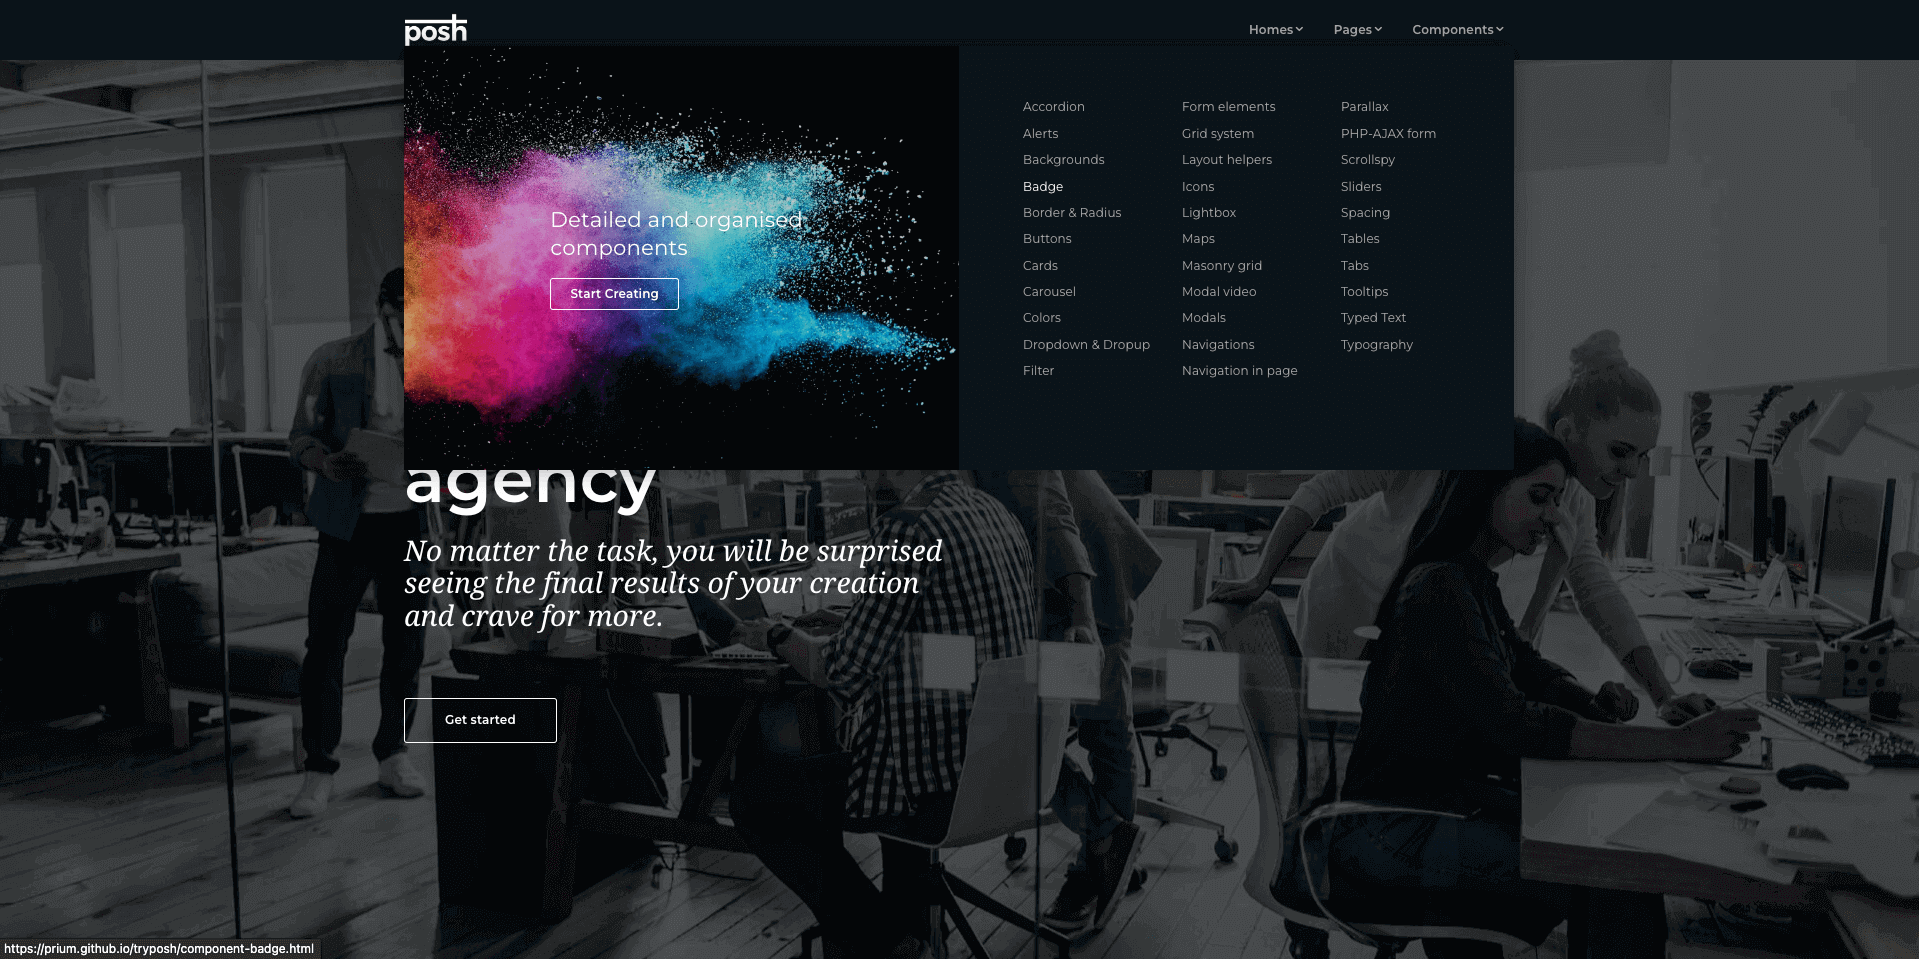 posh
Homes
Pages
Components
Detailed and organised
components
Start Creating
Accordion
Alerts
Backgrounds
Badge
Border & Radius
Buttons
Cards
Carousel
Colors
Dropdown & Dropup
Filter
Form elements
Grid system
Layout helpers
Icons
Lightbox
Maps
Masonry grid
Modal video
Modals
Navigations
Navigation in page
Parallax
PHP-AJAX form
Scrollspy
Sliders
Spacing
Tables
Tabs
Tooltips
Typed Text
Typography
agency
No matter the task, you will be surprised
seeing the final results of your creation
and crave for more.
Get started
https://prium.github.io/tryposh/component-badge.html